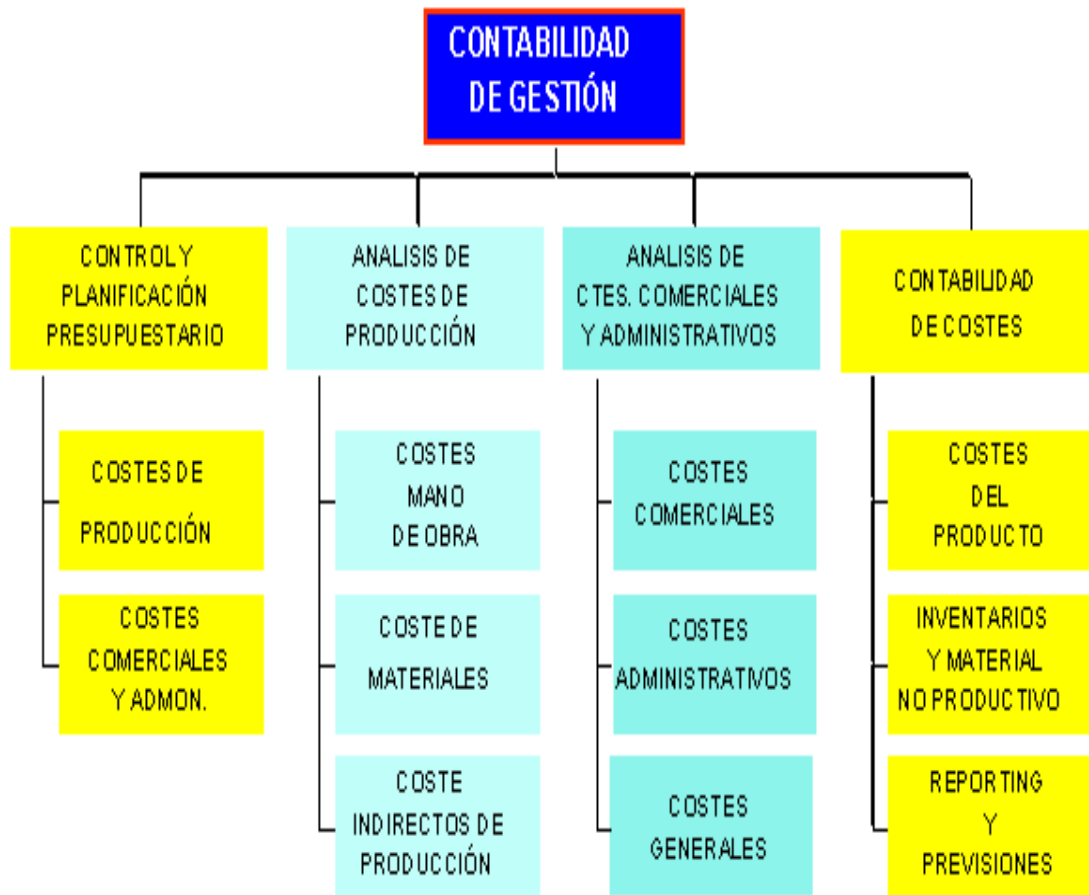 CONTABILIDAD
DE GESTIÓN
CONTROL Y
PLANIFICACIÓN
PRESUPUESTARIO
ANALISIS DE
COSTES DE
PRODUCCIÓN
ANALISIS DE
CTES. COMERCIALES
Y ADMINISTRATIVOS
CONTABILIDAD
DE COSTES
COSTES DE
PRODUCCIÓN
COSTES
COMERCIALES
Y ADMON.
COSTES
MANO
DE OBRA
COSTE DE
MATERIALES
COSTE
INDIRECTOS DE
PRODUCCIÓN
COSTES
COMERCIALES
COSTES
ADMINISTRATIVOS
COSTES
GENERALES
COSTES
DEL
PRODUCTO
INVENTARIOS
Y MATERIAL
NO PRODUCTIVO
REPORTING
Y
PREVISIONES